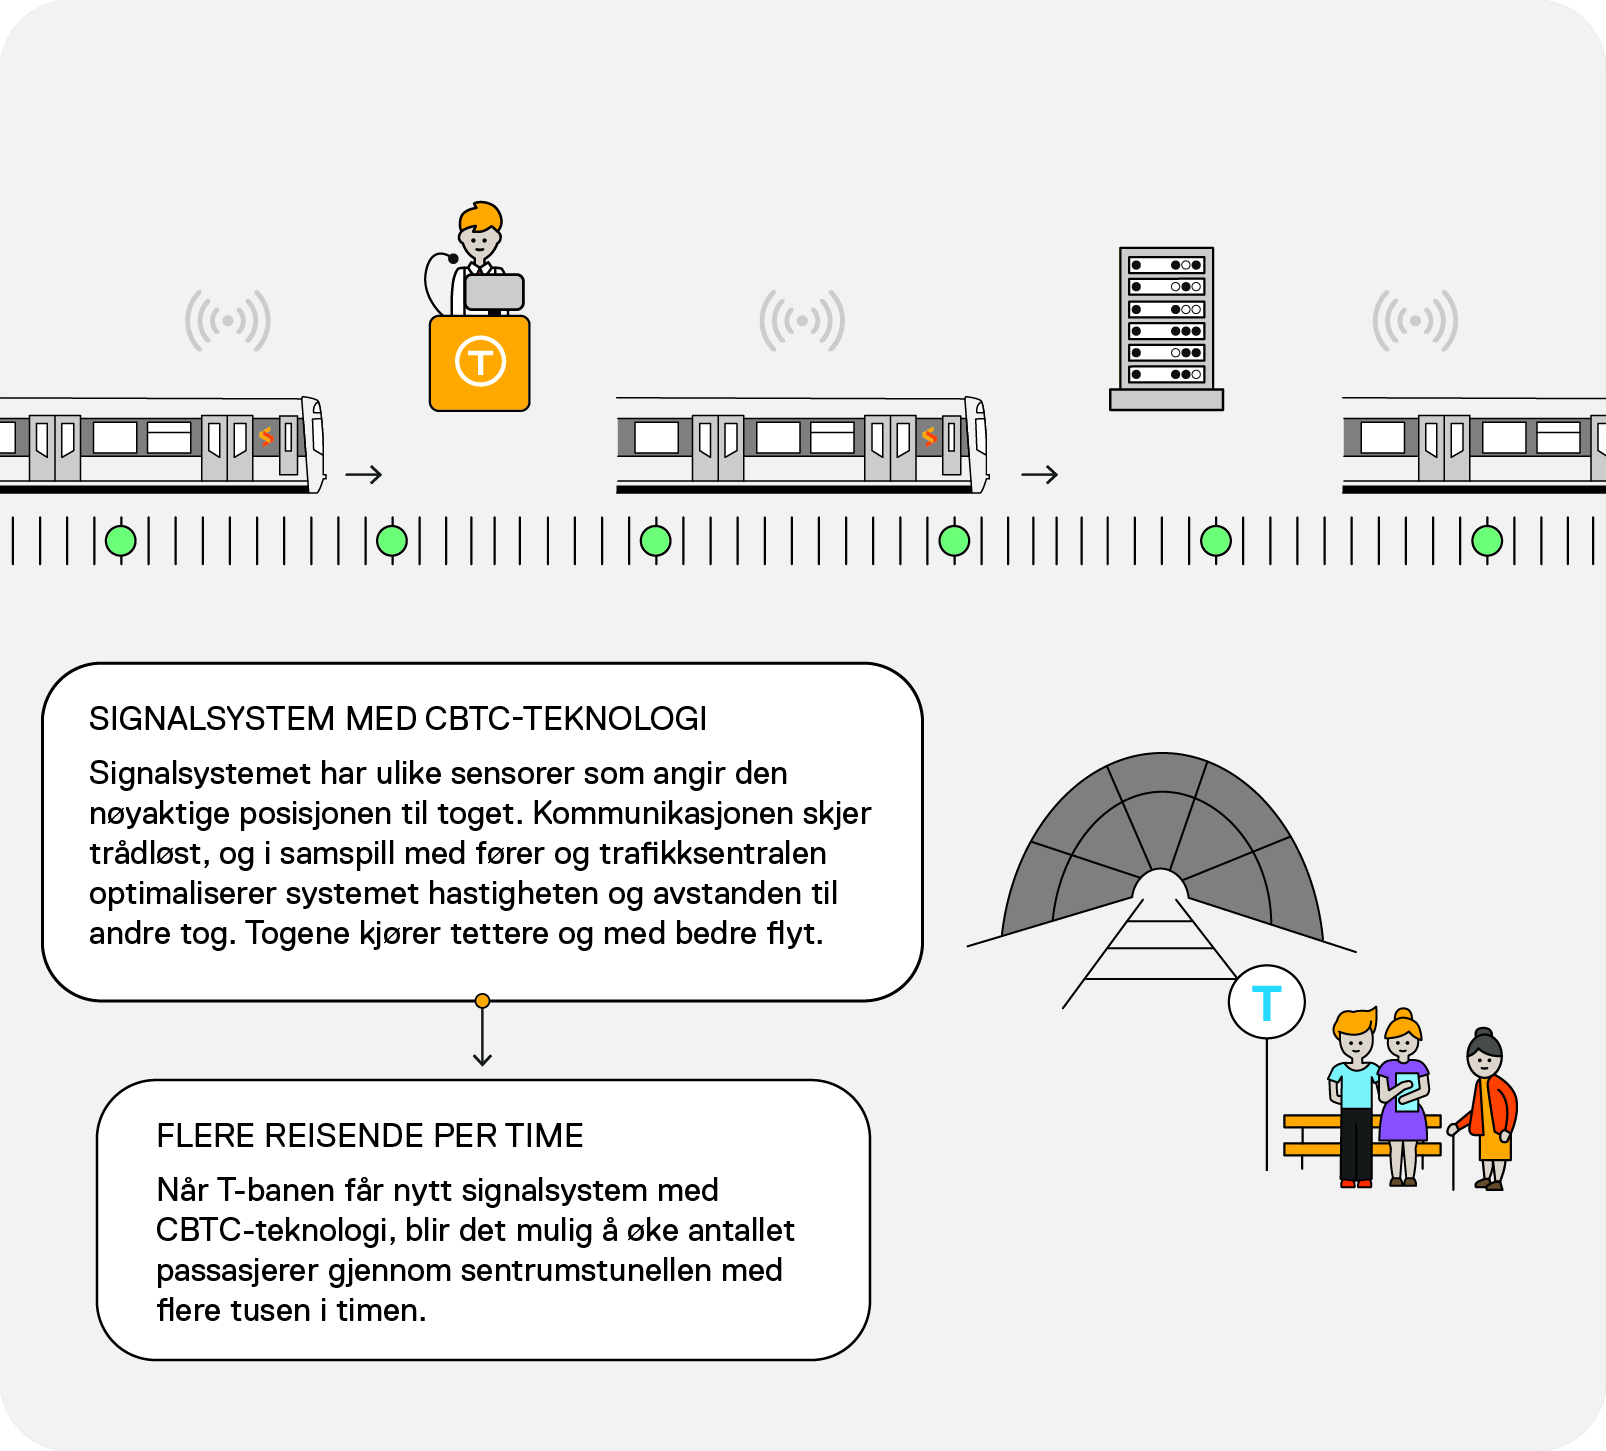 T
SIGNALSYSTEM MED CBTC-TEKNOLOGI
Signalsystemet har ulike sensorer som angir den
nøyaktige posisjonen til toget. Kommunikasjonen skjer
trådløst, og i samspill med fører og trafikksentralen
optimaliserer systemet hastigheten og avstanden til
andre tog. Togene kjører tettere og med bedre flyt.
T
FLERE REISENDE PER TIME
Når T-banen får nytt signalsystem med
CBTC-teknologi, blir det mulig å øke antallet
passasjerer gjennom sentrumstunellen med
flere tusen i timen.